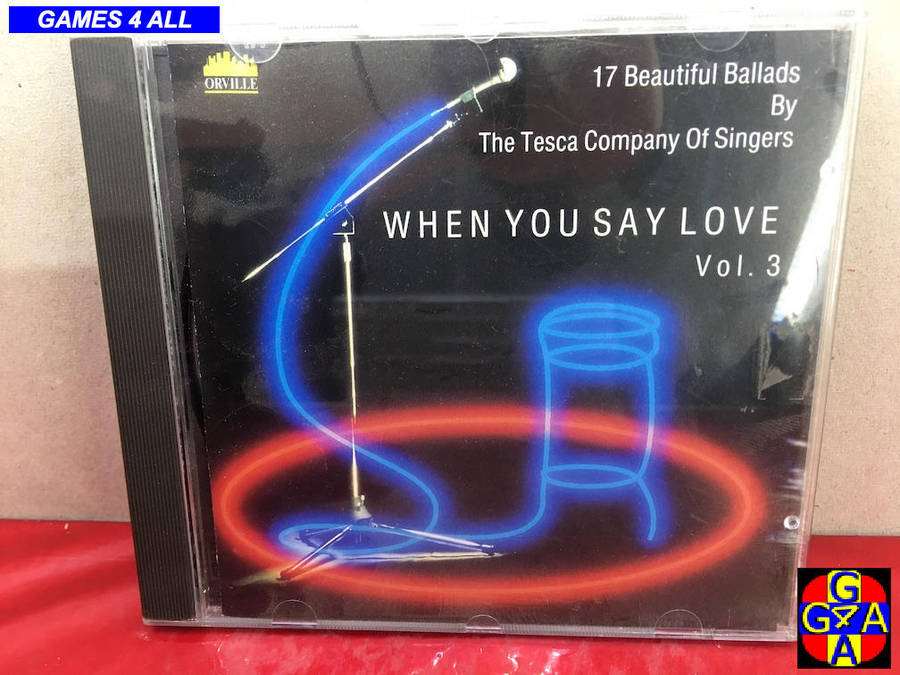 GAMES 4 ALL
ORVILLE
17 Beautiful Ballads
By
The Tesca Company Of Singers
WHEN YOU SAY LOVE
Vol. 3
G
G4A
A